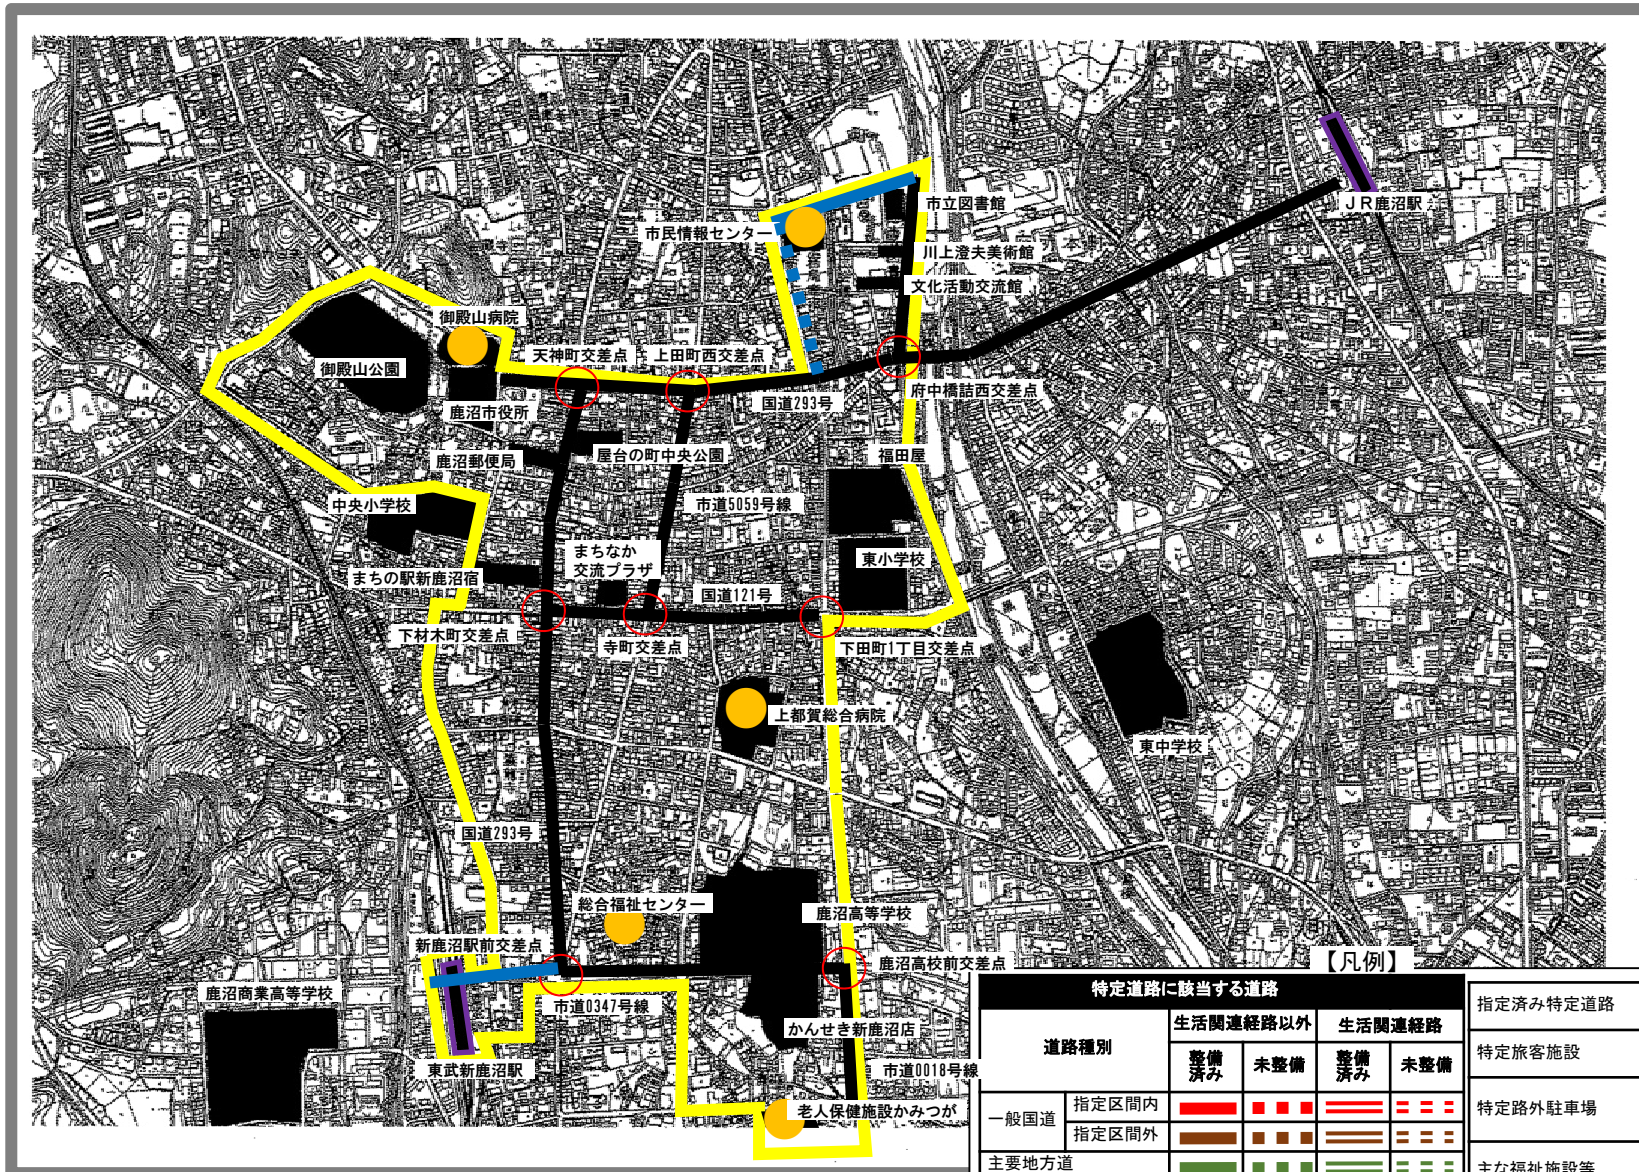 市立図書館
JR鹿沼駅
市民情報センター
川上澄夫美術館
文化活動交流館
御殿山病院
天神町交差点
上田町西交差点
御殿山公園
府中橋詰西交差点
国道293号
鹿沼市役所
鹿沼郵便局
屋台の町中央公園
福田屋
中央小学校
市道5059号線
まちなか
交流プラザ
東小学校
まちの駅新鹿沼宿
国道121号
下材木町交差点
寺町交差点
下田町1丁目交差点
上都賀総合病院
東中学校
国道293号
総合福祉センター
鹿沼高等学校
新鹿沼駅前交差点
鹿沼高校前交差点
鹿沼商業高等学校
市道0347号線
かんせき新鹿沼店
東武新鹿沼駅
市道0018号線
老人保健施設かみつが
【凡例】
特定道路に該当する道路
道路種別
生活関連経路以外
生活関連経路
整備
済み
未整備
整備
済み
未整備
一般国道
指定区間内
指定区間外
主要地方道
指定済み特定道路
特定旅客施設
特定路外駐車場
主な福祉施設等